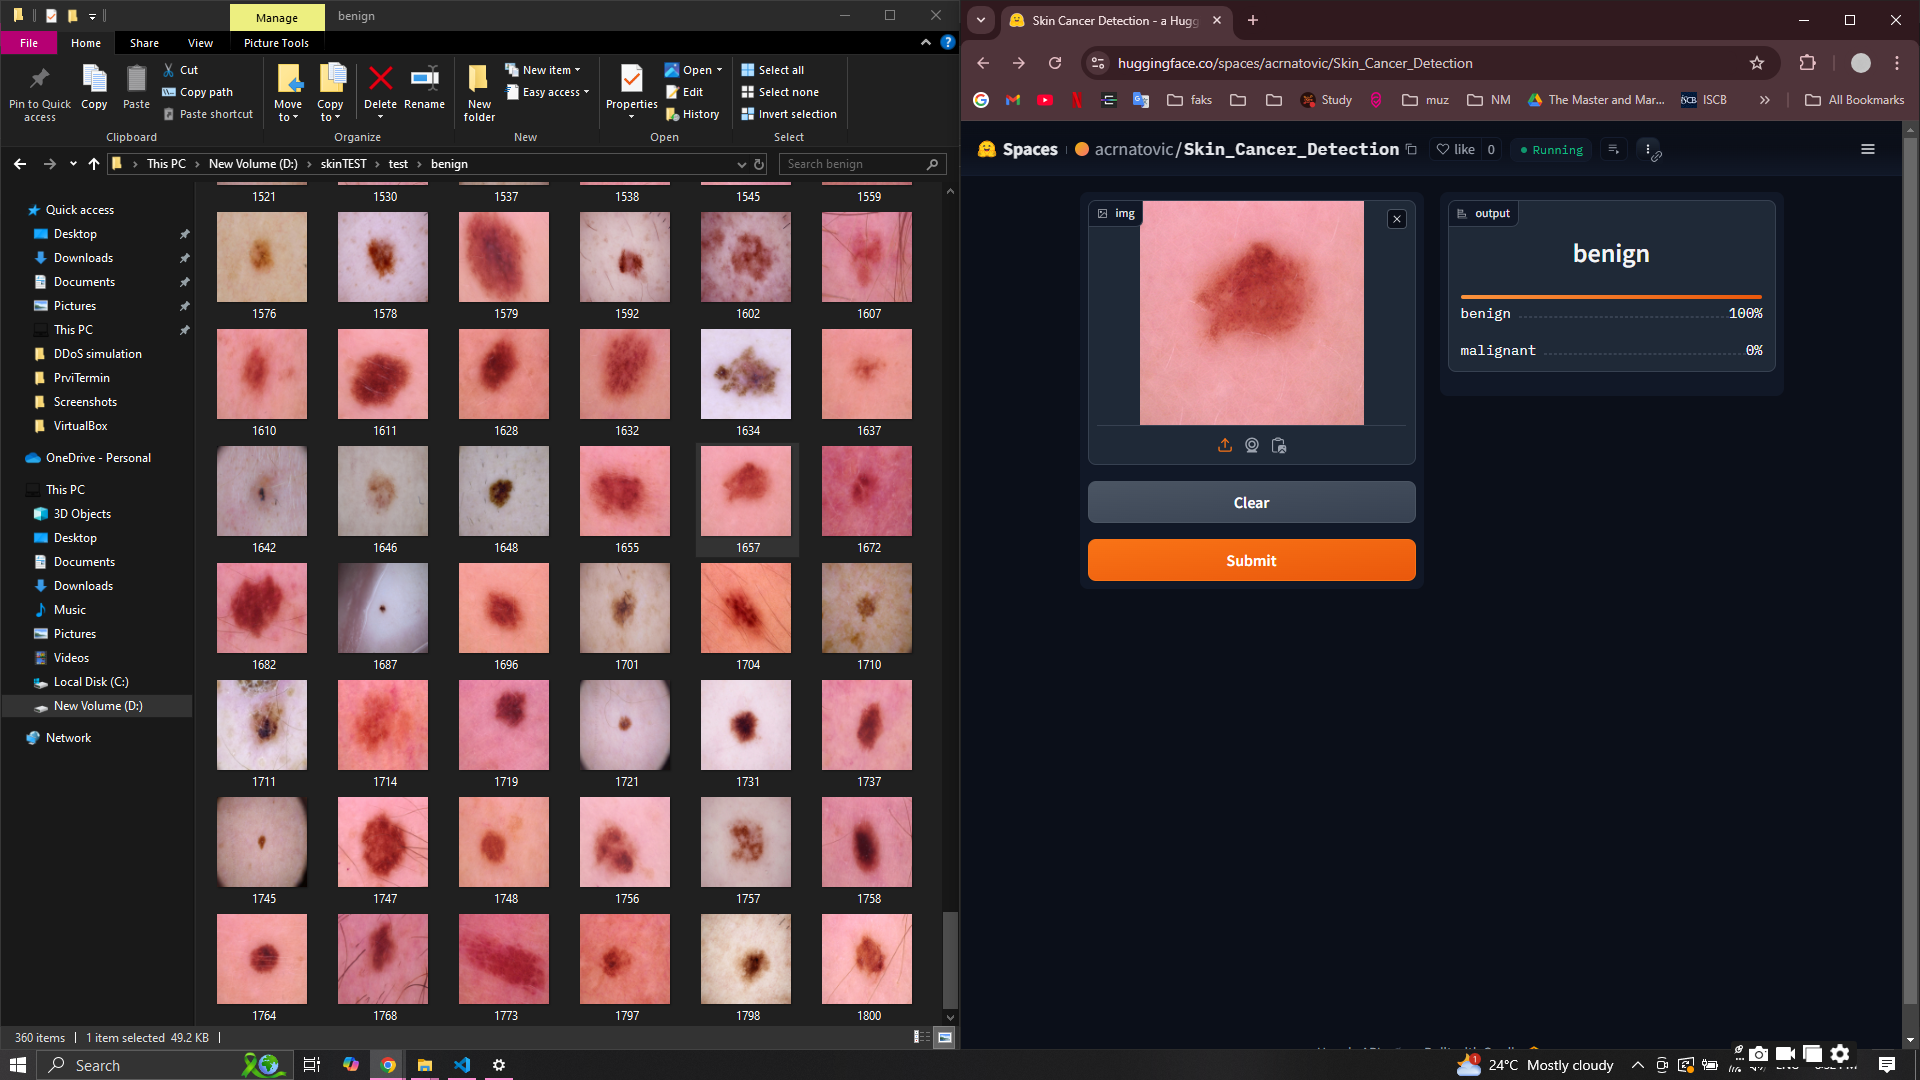 Manage
benign
File
Home
Share
View
Picture Tools
Pin to Quick access
Copy
Paste
Cut
Copy path
Paste shortcut
Clipboard
Move to
Copy to
Delete
Rename
Organize
New folder
New item
Easy access
New
Properties
Open
Edit
History
Open
Select all
Select none
Invert selection
Select
This PC > New Volume (D:) > skinTEST > test > benign
Search benign
Quick access
Desktop
Downloads
Documents
Pictures
This PC
DDoS simulation
PrviTermin
Screenshots
VirtualBox
OneDrive - Personal
This PC
3D Objects
Desktop
Documents
Downloads
Music
Pictures
Videos
Local Disk (C:)
New Volume (D:)
Network
1521 1530 1537 1538 1545 1559
1576 1578 1579 1592 1602 1607
1610 1611 1628 1632 1634 1637
1642 1646 1648 1655 1657 1672
1682 1687 1696 1701 1704 1710
1711 1714 1719 1721 1731 1737
1745 1747 1748 1756 1757 1758
1764 1768 1773 1797 1798 1800
360 items
1 item selected 49.2 KB
Skin Cancer Detection - a Hugg
huggingface.co/spaces/acrnatovic/Skin_Cancer_Detection
faks
Study
muz
NM
The Master and Mar...
ISCB
ISCB
All Bookmarks
Spaces
acrnatovic/Skin_Cancer_Detection
like 0
Running
img
output
benign
benign 100%
malignant 0%
Clear
Submit
Search
1
24°C Mostly cloudy